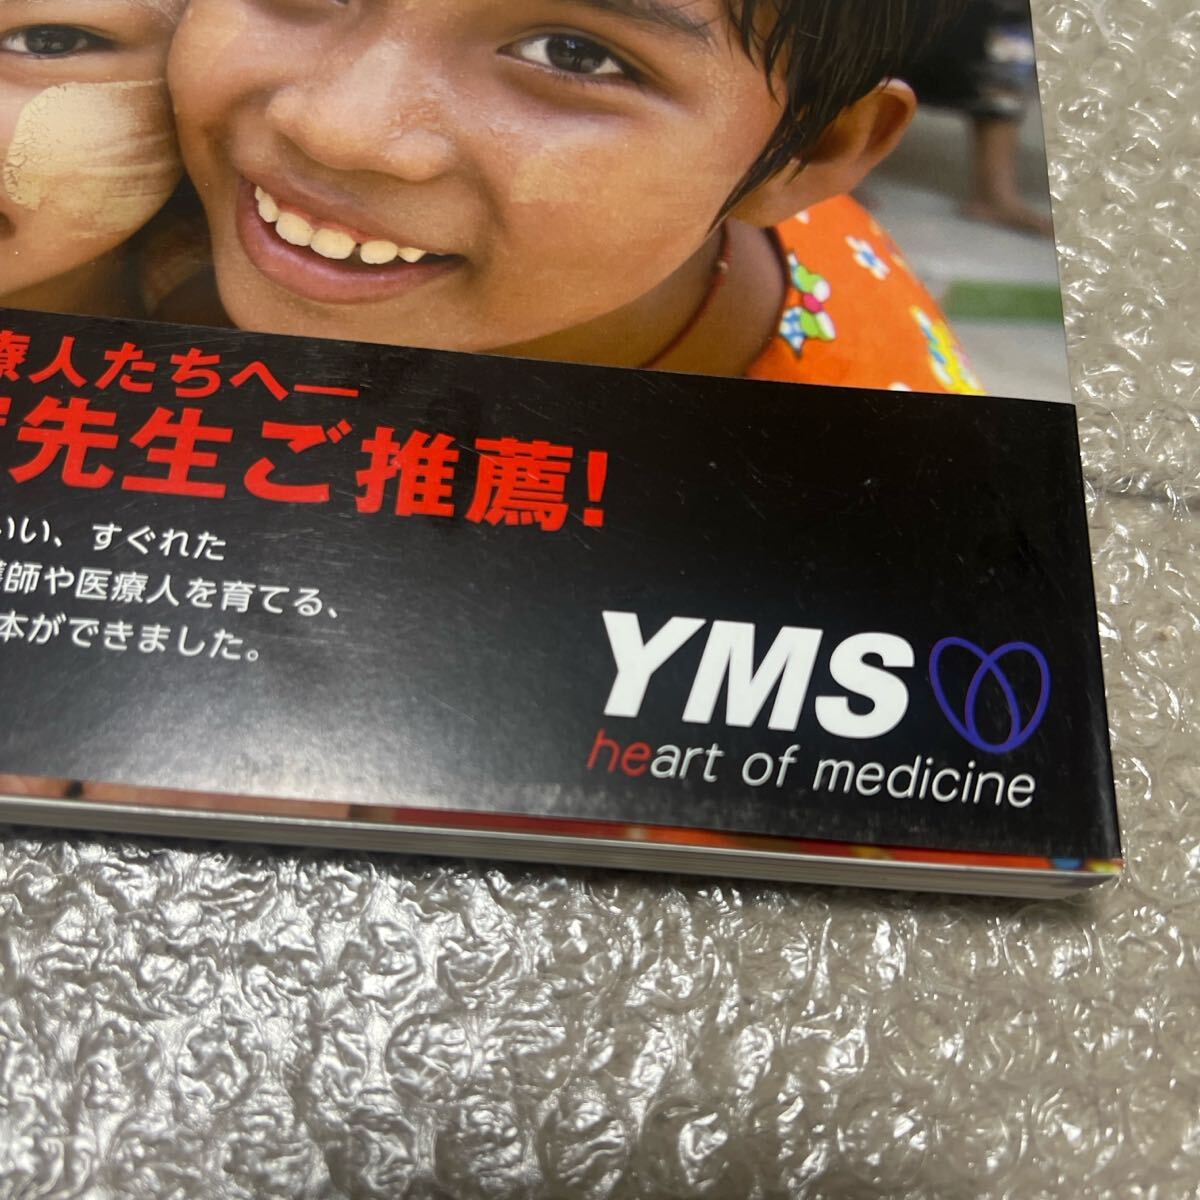 療人たちへ—
先生ご推薦!
いい、すぐれた
護師や医療人を育てる、
本ができました。
YMS
heart of medicine